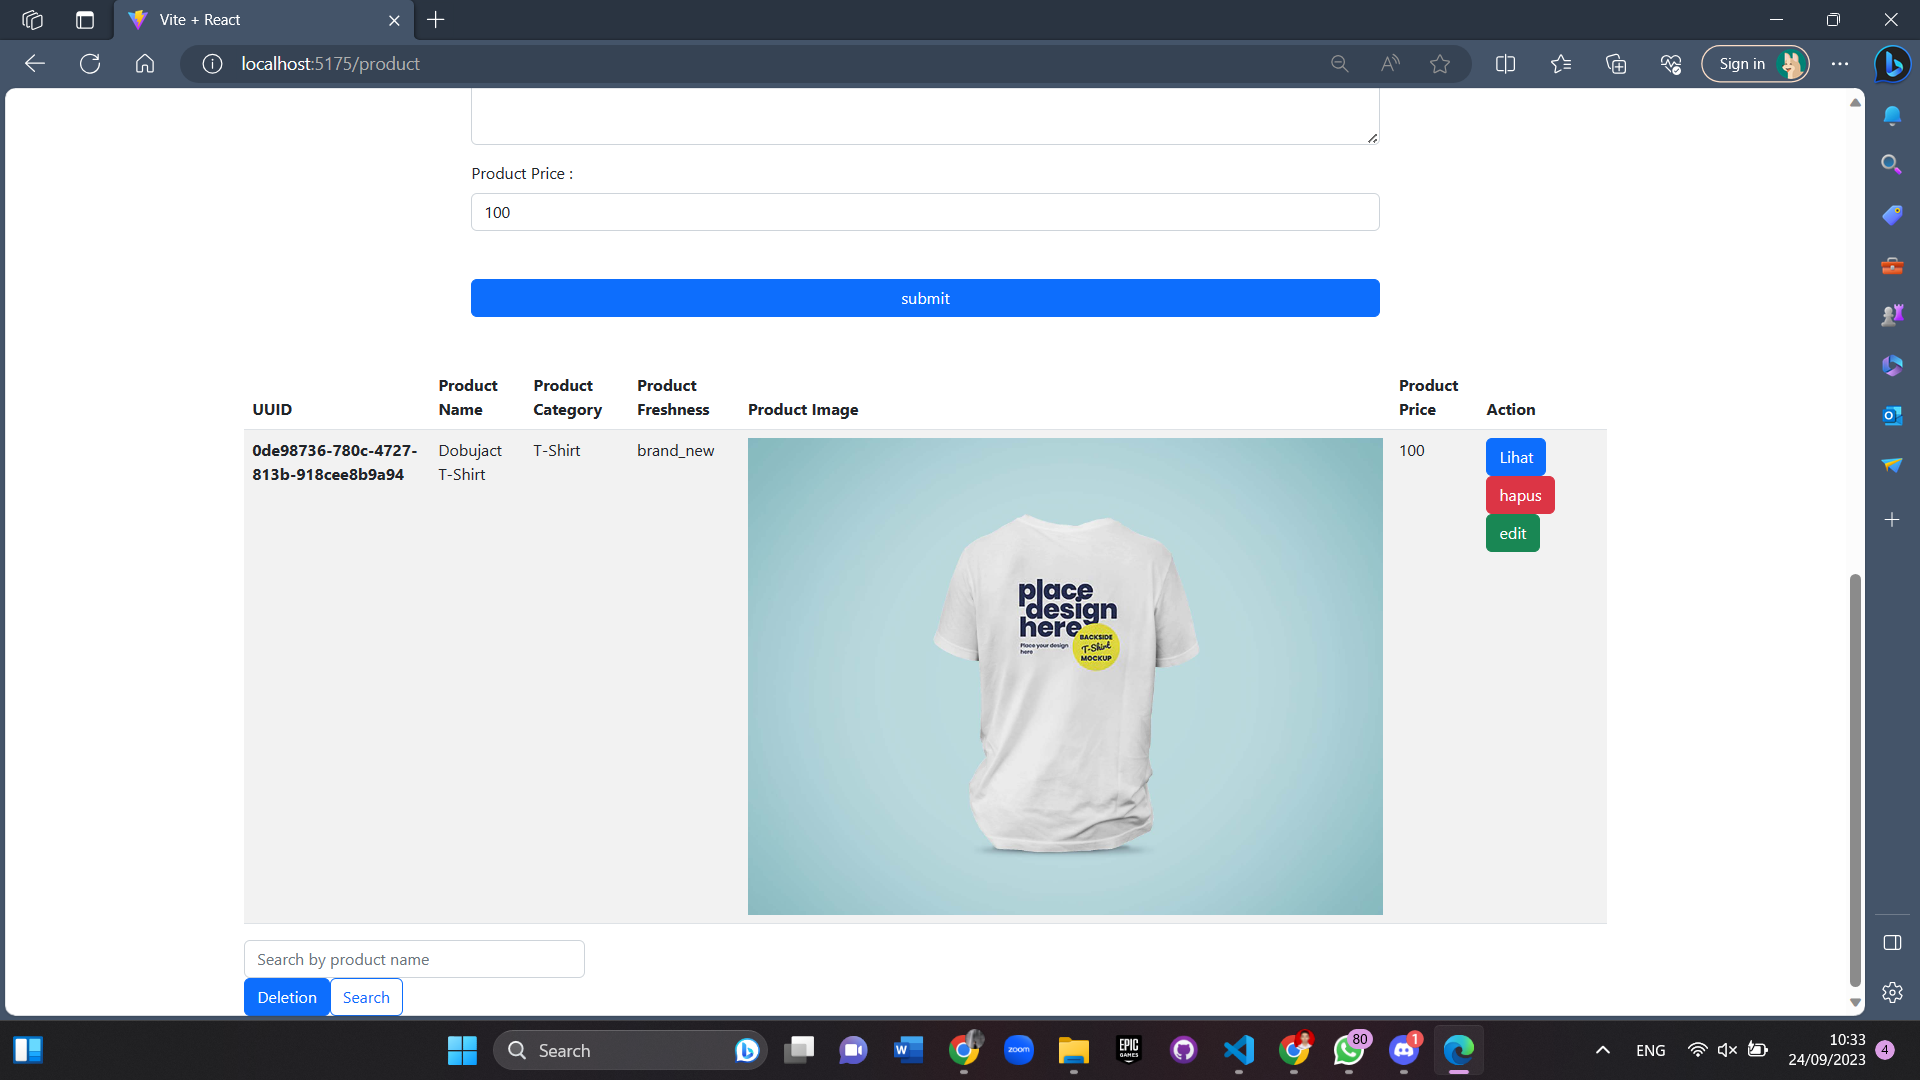 Vite + React
localhost:5175/product
Sign in
Product Price :
100
submit
UUID
Product Name
Product Category
Product Freshness
Product Image
Product Price
Action
0de98736-780c-4727-
813b-918cee8b9a94
Dobujact
T-Shirt
T-Shirt
brand_new
place
design
here
Place your design
here
BACKSIDE
T-Shirt
MOCKUP
100
Lihat
hapus
edit
Search by product name
Deletion
Search
Search
zoom
EPIC
GAMES
80
1
ENG
10:33
24/09/2023
4